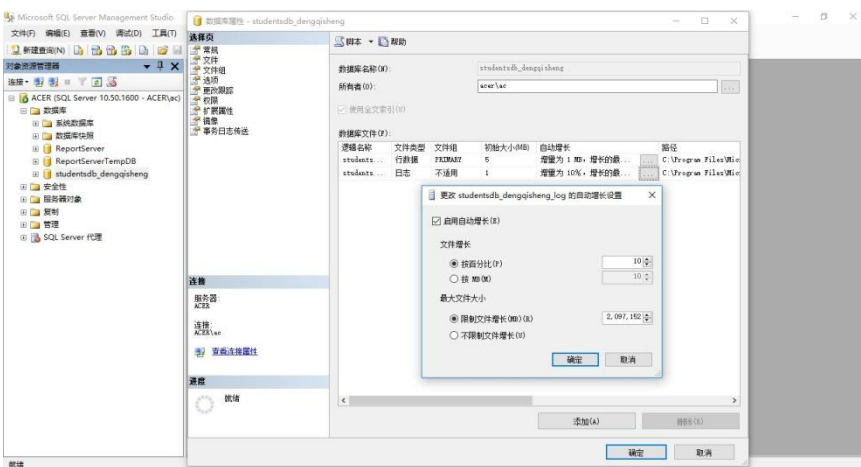 Microsoft SQL Server Management Studio
文件(F) 编辑(E) 查看(V) 调试(D) 工具(T)
新建查询(N)
对象资源管理器
连接
ACER (SQL Server 10.50.1600 - ACER\ac)
数据库
系统数据库
数据库快照
ReportServer
ReportServerTempDB
studentsdb_dengqisheng
安全性
服务器对象
复制
管理
SQL Server 代理
就绪
数据库属性 - studentsdb_dengqisheng
选择页
常规
文件
文件组
选项
更改跟踪
权限
扩展属性
镜像
事务日志传送
连接
服务器:
ACER
连接:
ACER\ac
查看连接属性
进度
就绪
脚本 帮助
数据库名称(N): studentsdb_dengqisheng
所有者(O): acer\ac ...
使用全文索引(U)
数据库文件(F):
逻辑名称 文件类型 文件组 初始大小(MB) 自动增长 路径
students... 行数据 PRIMARY 5 增量为 1 MB，增长的最... ... C:\Program Files\Mic
students... 日志 不适用 1 增量为 10%，增长的最... ... C:\Program Files\Mic
更改 studentsdb_dengqisheng_log 的自动增长设置
启用自动增长(E)
文件增长
按百分比(P) 10
按 MB(M) 10
最大文件大小
限制文件增长(MB)(R) 2,097,152
不限制文件增长(U)
确定 取消
添加(A) 删除(R)
确定 取消